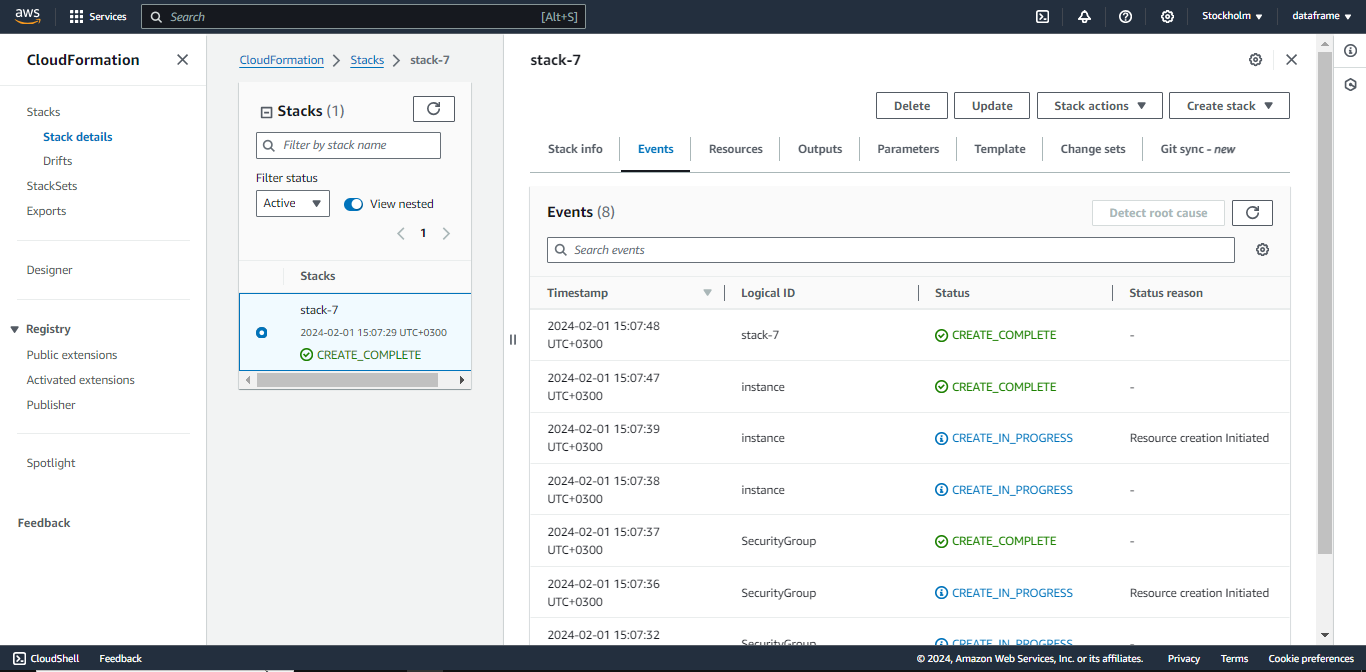 aws
Services
Search
[Alt+S]
Stockholm
dataframe
CloudFormation
Stacks
Stack details
Drifts
StackSets
Exports
Designer
Registry
Public extensions
Activated extensions
Publisher
Spotlight
Feedback
CloudFormation
Stacks
stack-7
Stacks (1)
Filter by stack name
Filter status
Active
View nested
1
Stacks
stack-7
2024-02-01 15:07:29 UTC+0300
CREATE_COMPLETE
stack-7
Delete
Update
Stack actions
Create stack
Stack info
Events
Resources
Outputs
Parameters
Template
Change sets
Git sync - new
Events (8)
Detect root cause
Search events
Timestamp
Logical ID
Status
Status reason
2024-02-01 15:07:48
UTC+0300
stack-7
CREATE_COMPLETE
-
2024-02-01 15:07:47
UTC+0300
instance
CREATE_COMPLETE
-
2024-02-01 15:07:39
UTC+0300
instance
CREATE_IN_PROGRESS
Resource creation Initiated
2024-02-01 15:07:38
UTC+0300
instance
CREATE_IN_PROGRESS
-
2024-02-01 15:07:37
UTC+0300
SecurityGroup
CREATE_COMPLETE
-
2024-02-01 15:07:36
UTC+0300
SecurityGroup
CREATE_IN_PROGRESS
Resource creation Initiated
2024-02-01 15:07:32
SecurityGroup
CREATE_IN_PROGRESS
CloudShell
Feedback
© 2024, Amazon Web Services, Inc. or its affiliates.
Privacy
Terms
Cookie preferences